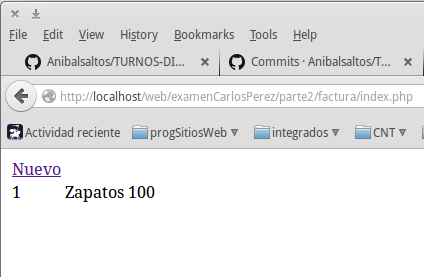 File Edit View History Bookmarks Tools Help
Anibalsaltos/TURNOS-DI... Commits · Anibalsaltos/T...
http://localhost/web/examenCarlosPerez/parte2/factura/index.php
Actividad reciente progSitiosWeb integrados CNT
Nuevo
1 Zapatos 100